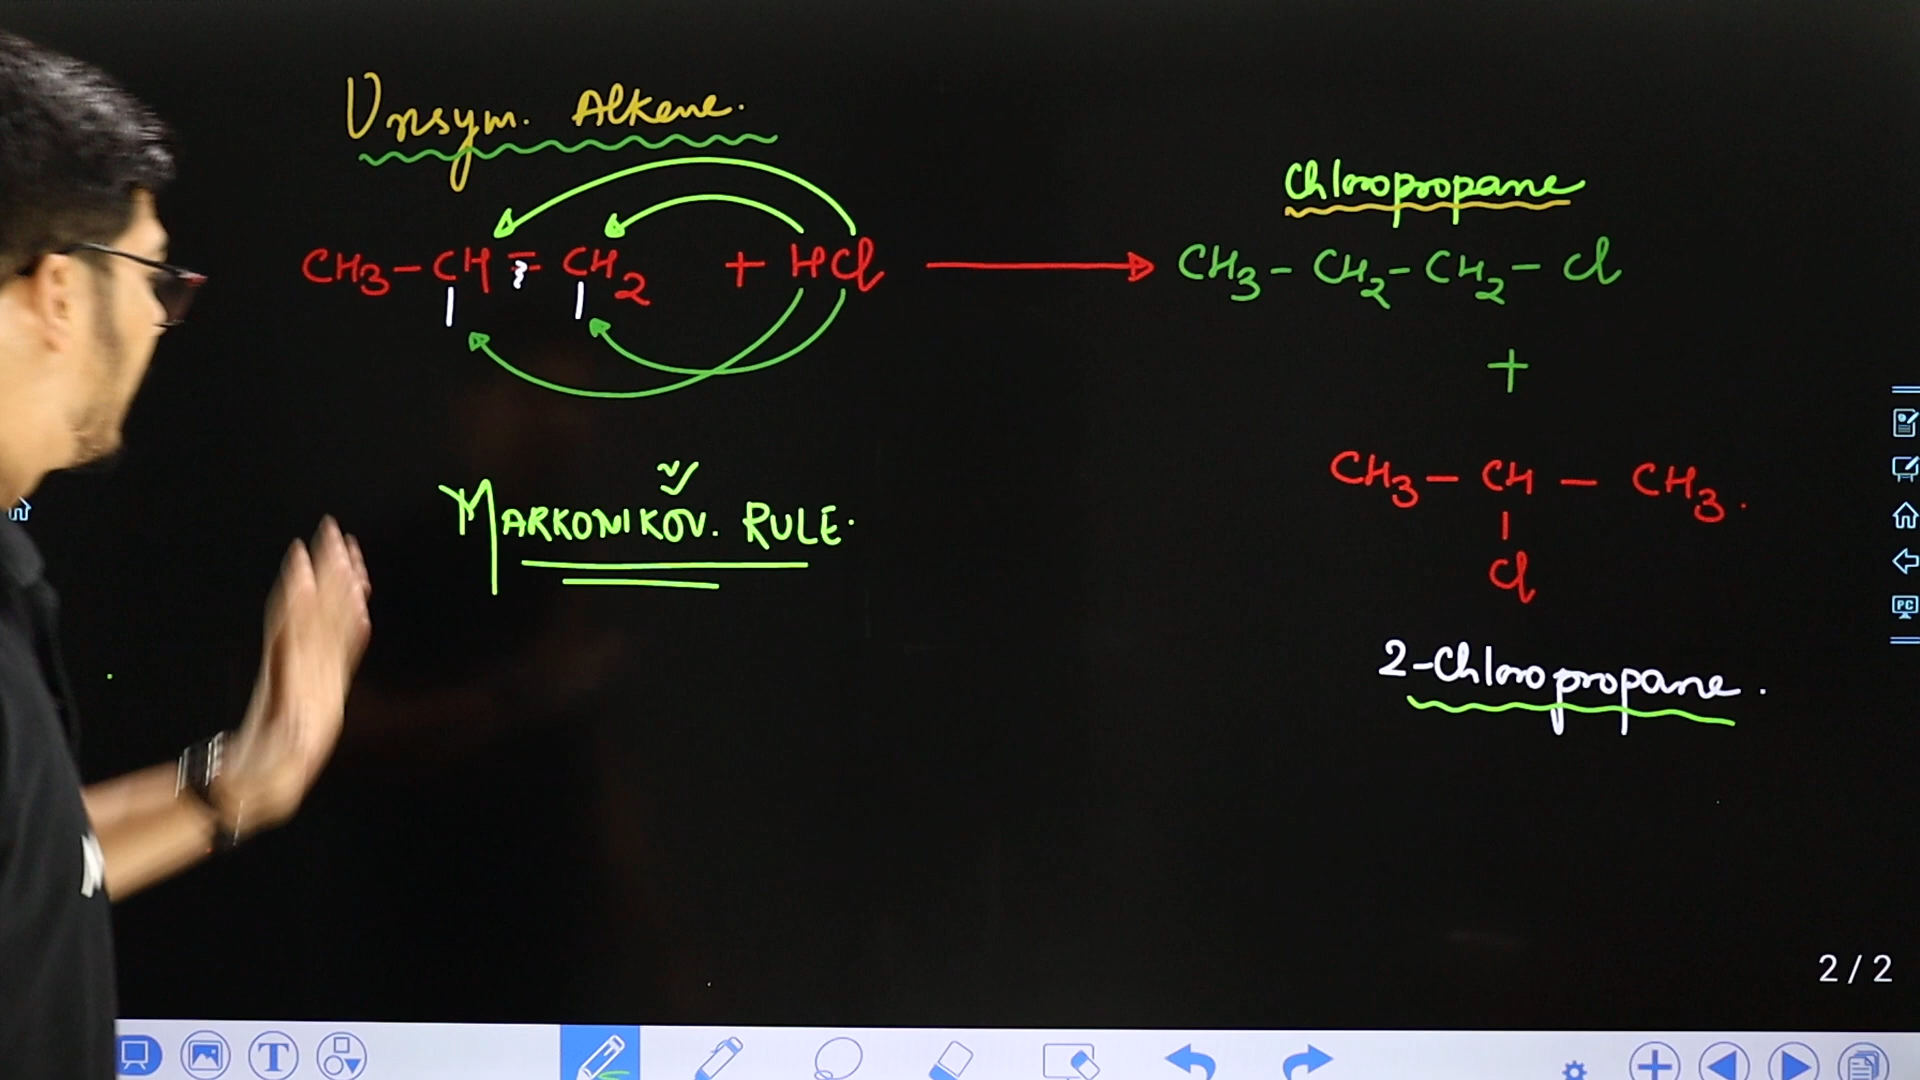 Unsym. Alkene.
Chloropropane
CH3-CH=CH2 + HCl → CH3-CH2-CH2-Cl
+
CH3-CH-CH3.
Cl
MARKONIKOV. RULE.
2-Chloropropane.
2/2
T
PC